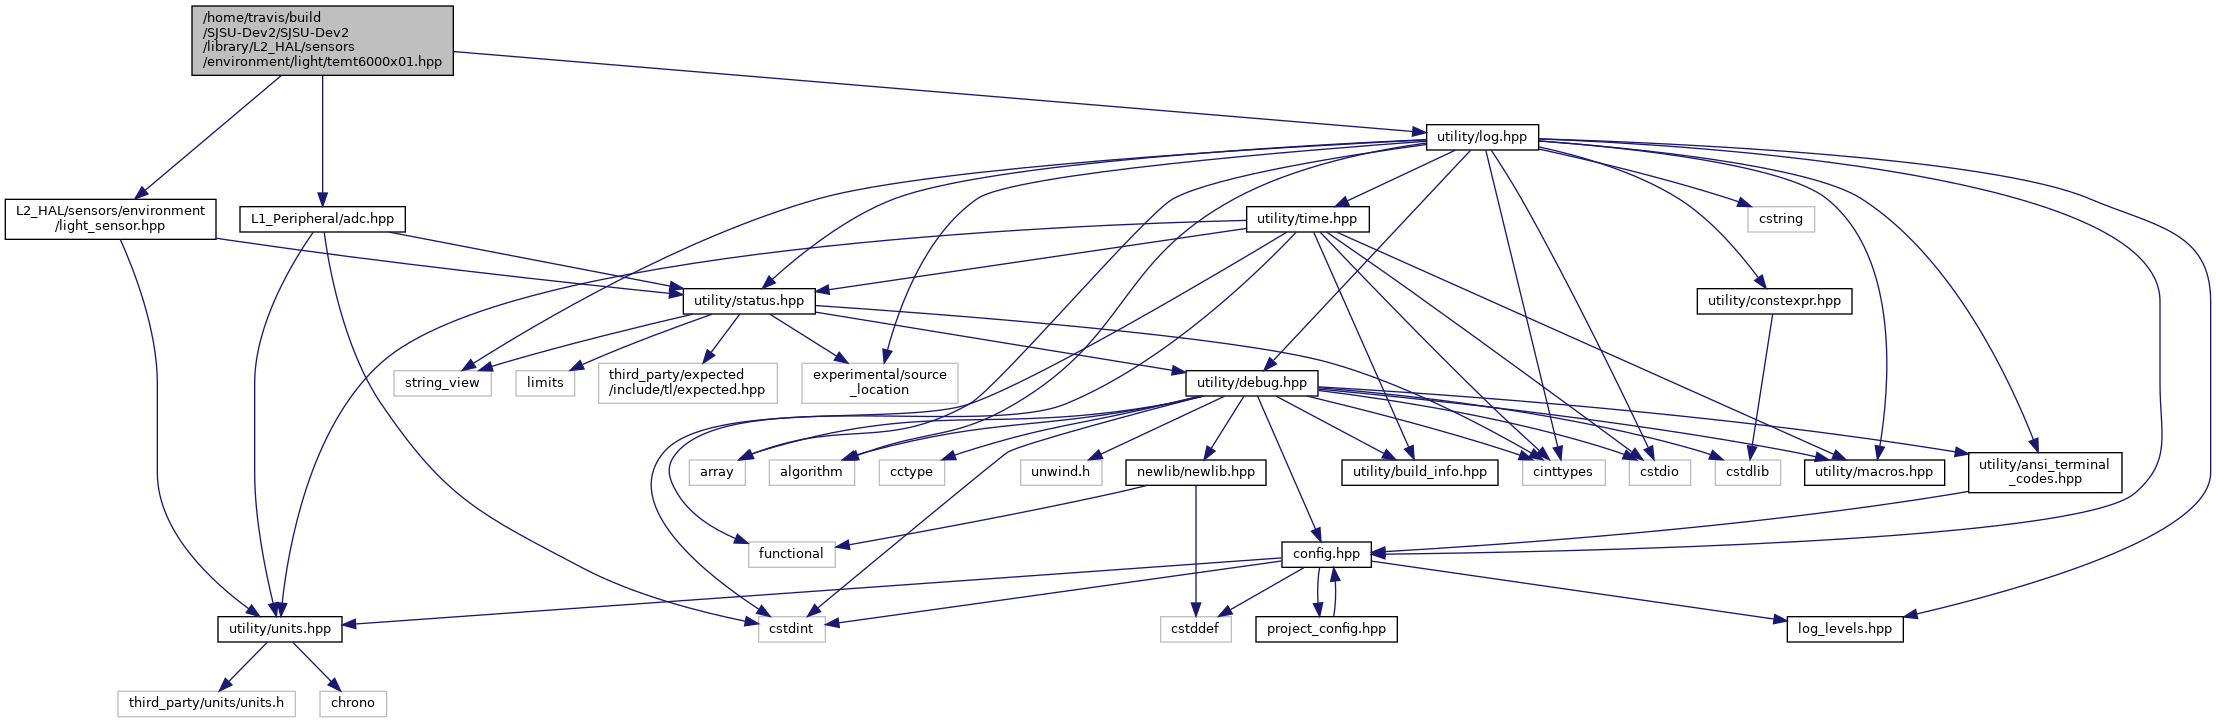 /home/travis/build
/SJSU-Dev2/SJSU-Dev2
/library/L2_HAL/sensors
/environment/light/temt6000x01.hpp
utility/log.hpp
L2_HAL/sensors/environment
/light_sensor.hpp
L1_Peripheral/adc.hpp
utility/time.hpp
cstring
utility/status.hpp
utility/constexpr.hpp
string_view
limits
third_party/expected
/include/tl/expected.hpp
experimental/source
_location
utility/debug.hpp
array
algorithm
cctype
unwind.h
newlib/newlib.hpp
utility/build_info.hpp
cinttypes
cstdio
cstdlib
utility/macros.hpp
utility/ansi_terminal
_codes.hpp
functional
config.hpp
utility/units.hpp
cstdint
cstddef
project_config.hpp
log_levels.hpp
third_party/units/units.h
chrono